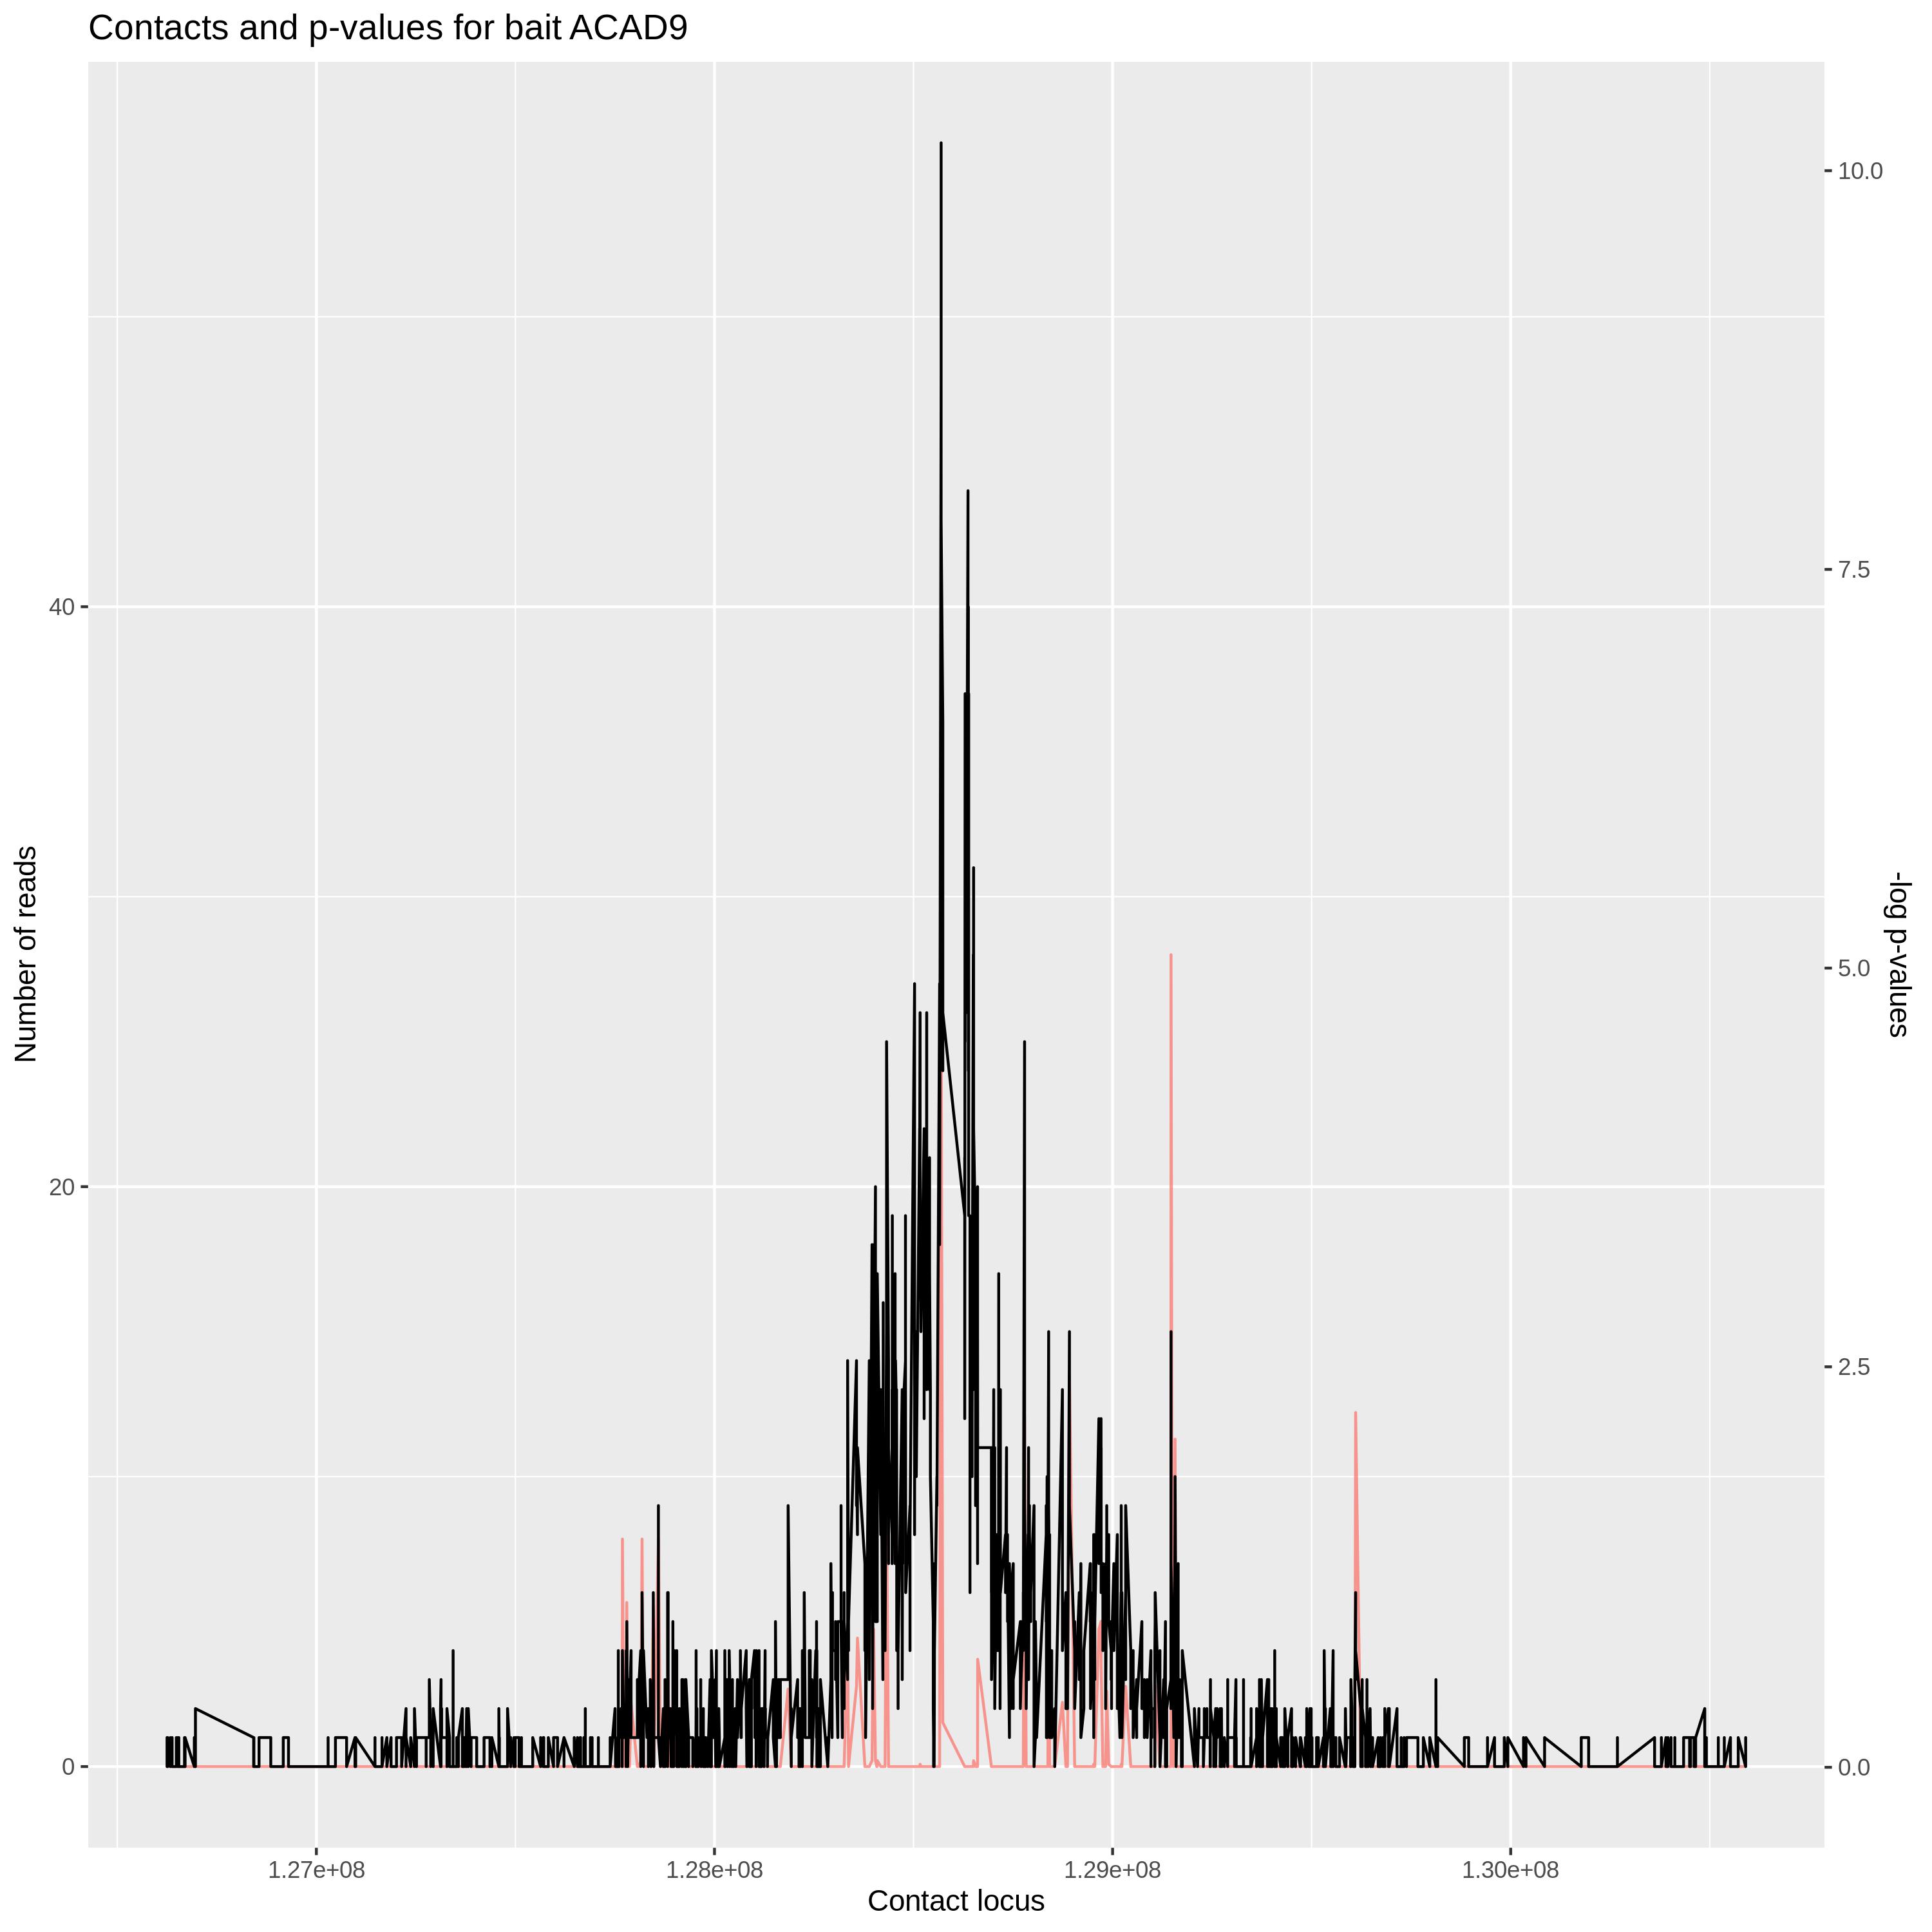 Contacts and p-values for bait ACAD9
10.0
7.5
40
5.0
Number of reads
-log p-values
20
2.5
0
0.0
1.27e+08
1.28e+08
1.29e+08
1.30e+08
Contact locus